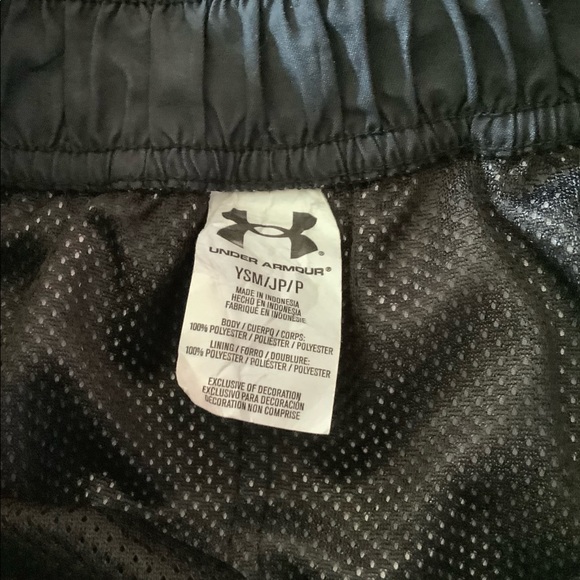 UNDER ARMOUR®
YSM/JP/P
MADE IN INDONESIA
HECHO EN INDONESIA
FABRIQUÉ EN INDONÉSIE
BODY / CUERPO / CORPS:
100% POLYESTER / POLIÉSTER / POLYESTER
LINING / FORRO / DOUBLURE:
100% POLYESTER / POLIÉSTER / POLYESTER
EXCLUSIVE OF DECORATION
EXCLUSIVO PARA DECORACIÓN
DÉCORATION NON COMPRISE